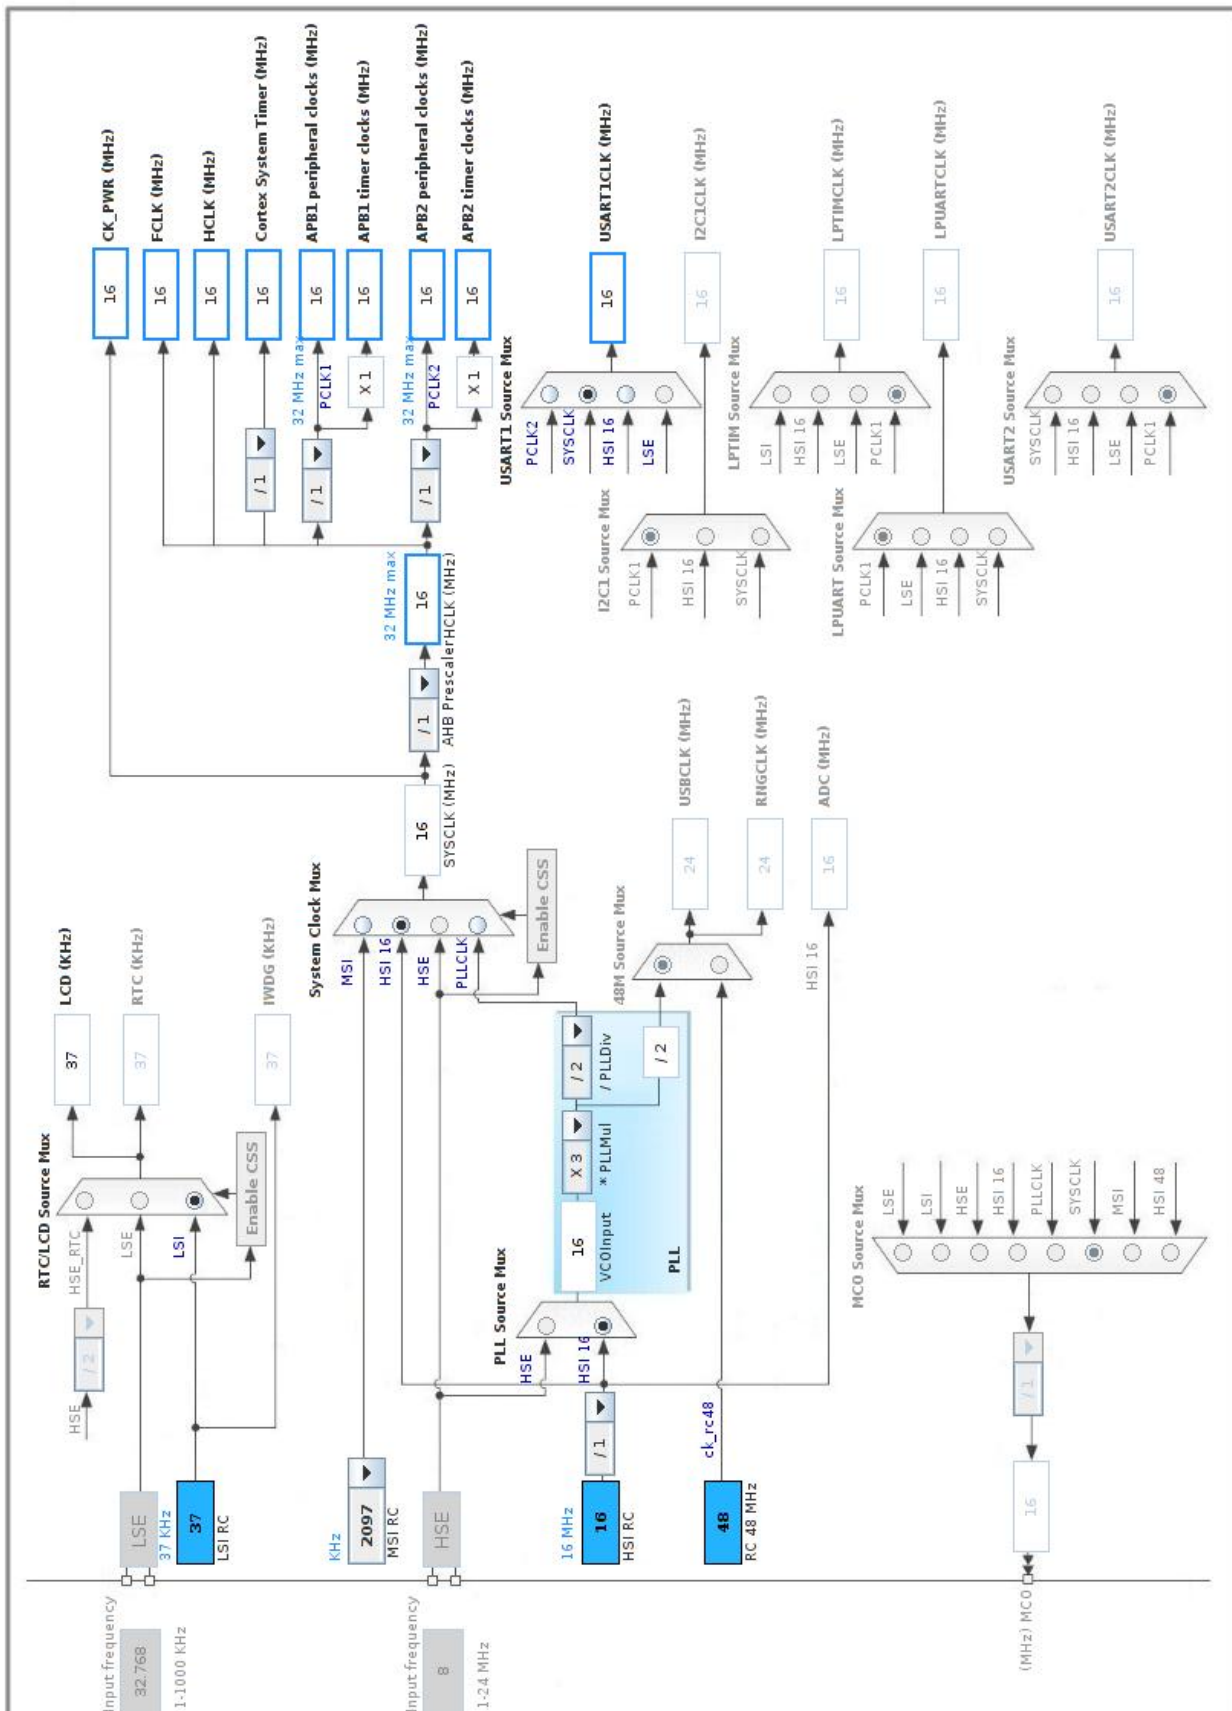 Input frequency
32.768
1-1000 KHz
LSE
37 KHz
37
LSI RC
HSE
/ 2
HSE_RTC
LSE
LSI
RTC/LCD Source Mux
Enable CSS
37
LCD (KHz)
37
RTC (KHz)
37
IWDG (KHz)
Input frequency
8
1-24 MHz
KHz
2097
MSI RC
HSE
16 MHz
16
HSI RC
/ 1
48
RC 48 MHz
ck_rc48
PLL Source Mux
HSE
HSI 16
16
VCOInput
X 3
* PLLMul
/ 2
/ PLLDiv
/ 2
PLL
System Clock Mux
MSI
HSI 16
HSE
PLLCLK
Enable CSS
48M Source Mux
24
USBCLK (MHz)
24
RNGCLK (MHz)
HSI 16
16
ADC (MHz)
16
SYSCLK (MHz)
/ 1
AHB Prescaler
32 MHz max
16
HCLK (MHz)
/ 1
/ 1
/ 1
32 MHz max
PCLK1
X 1
32 MHz max
PCLK2
X 1
16
CK_PWR (MHz)
16
FCLK (MHz)
16
HCLK (MHz)
16
Cortex System Timer (MHz)
16
APB1 peripheral clocks (MHz)
16
APB1 timer clocks (MHz)
16
APB2 peripheral clocks (MHz)
16
APB2 timer clocks (MHz)
USART1 Source Mux
PCLK2
SYSCLK
HSI 16
LSE
16
USART1CLK (MHz)
I2C1 Source Mux
PCLK1
HSI 16
SYSCLK
16
I2C1CLK (MHz)
LPTIM Source Mux
LSI
HSI 16
LSE
PCLK1
16
LPTIMCLK (MHz)
LPUART Source Mux
PCLK1
LSE
HSI 16
SYSCLK
16
LPUARTCLK (MHz)
USART2 Source Mux
SYSCLK
HSI 16
LSE
PCLK1
16
USART2CLK (MHz)
MCO Source Mux
LSE
LSI
HSE
HSI 16
PLLCLK
SYSCLK
MSI
HSI 48
/ 1
16
(MHz) MCO